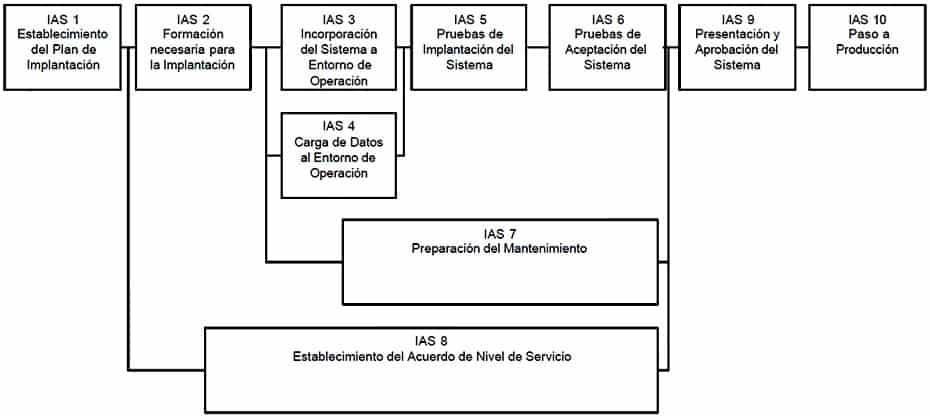 IAS 1
Establecimiento
del Plan de
Implantación
IAS 2
Formación
necesaria para
la Implantación
IAS 3
Incorporación
del Sistema a
Entorno de
Operación
IAS 5
Pruebas de
Implantación del
Sistema
IAS 6
Pruebas de
Aceptación del
Sistema
IAS 9
Presentación y
Aprobación del
Sistema
IAS 10
Paso a
Producción
IAS 4
Carga de Datos
al Entorno de
Operación
IAS 7
Preparación del Mantenimiento
IAS 8
Establecimiento del Acuerdo de Nivel de Servicio